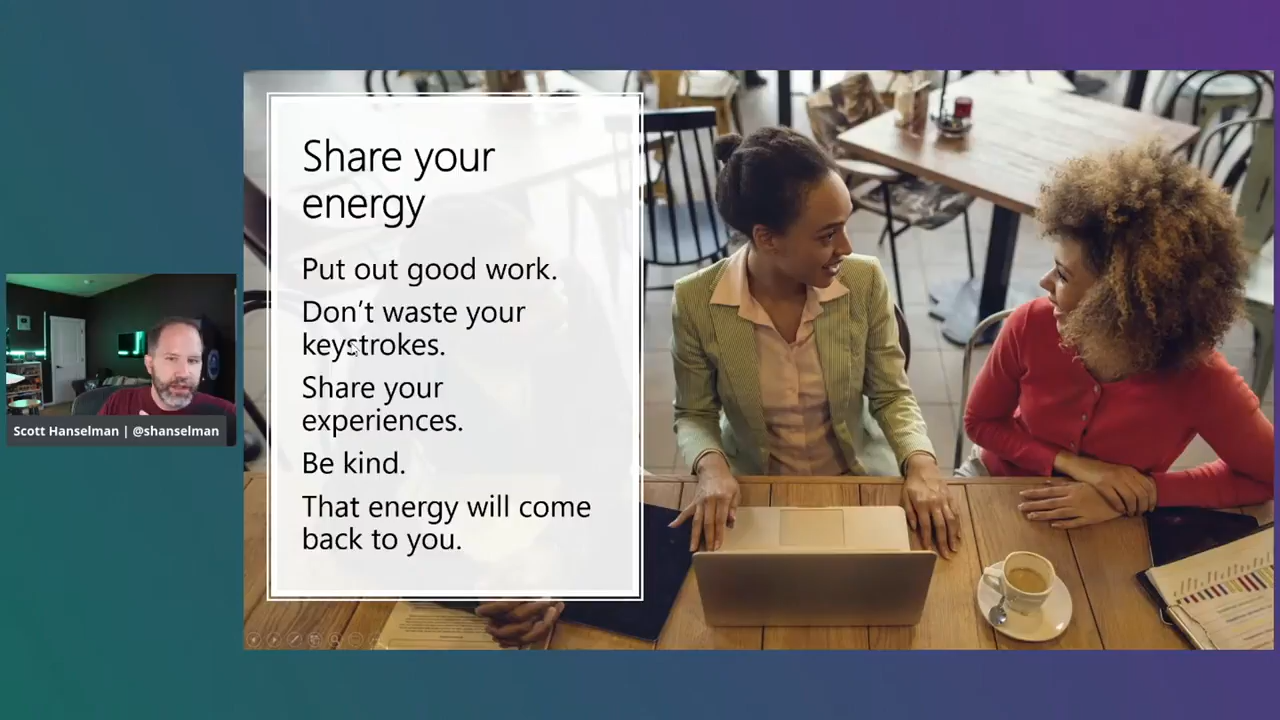 Share your
energy
Put out good work.
Don’t waste your
keystrokes.
Share your
experiences.
Be kind.
That energy will come
back to you.
Scott Hanselman | @shanselman